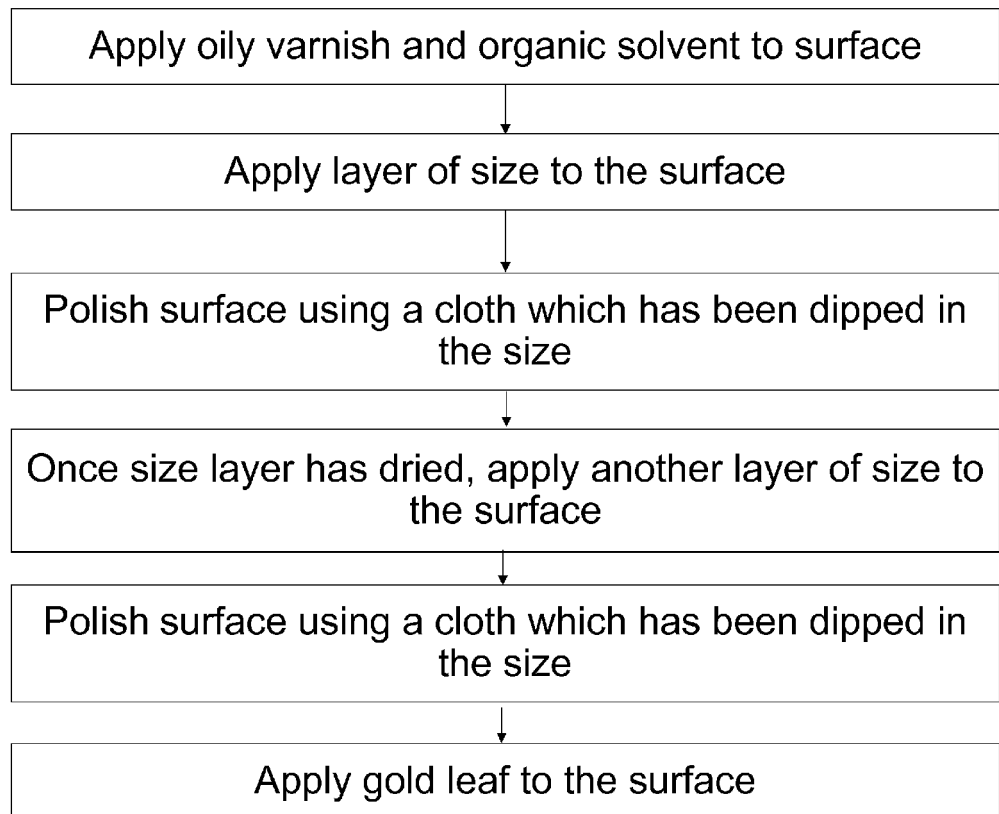 Apply oily varnish and organic solvent to surface
Apply layer of size to the surface
Polish surface using a cloth which has been dipped in
the size
Once size layer has dried, apply another layer of size to
the surface
Polish surface using a cloth which has been dipped in
the size
Apply gold leaf to the surface